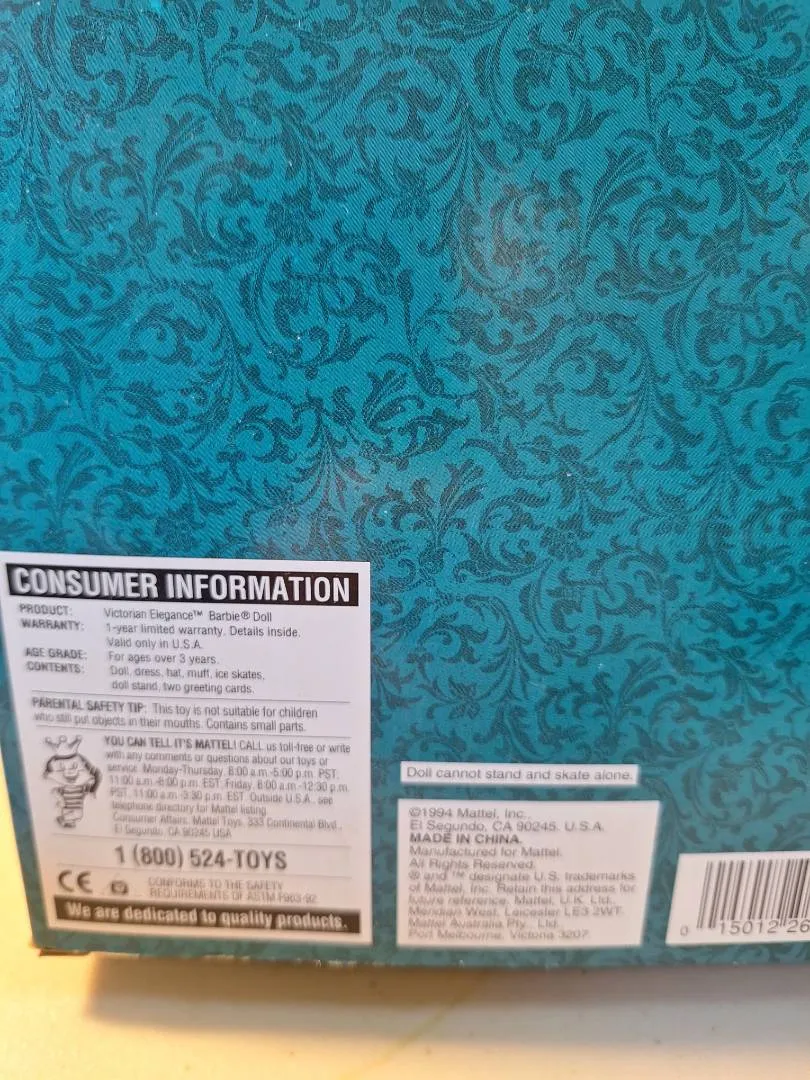 CONSUMER INFORMATION
PRODUCT: Victorian Elegance™ Barbie® Doll
WARRANTY: 1-year limited warranty. Details inside.
Valid only in U.S.A.
AGE GRADE: For ages over 3 years.
CONTENTS: Doll, dress, hat, muff, ice skates,
doll stand, two greeting cards.
PARENTAL SAFETY TIP: This toy is not suitable for children
who still put objects in their mouths. Contains small parts.
YOU CAN TELL IT'S MATTEL! CALL us toll-free or write
with any comments or questions about our toys or
service. Monday-Thursday, 8:00 a.m.-5:00 p.m. PST,
11:00 a.m.-8:00 p.m. EST; Friday, 8:00 a.m.-12:30 p.m.
PST, 11:00 a.m.-3:30 p.m. EST. Outside U.S.A., see
telephone directory for Mattel listing.
Consumer Affairs, Mattel Toys, 333 Continental Blvd.,
El Segundo, CA 90245 USA
1 (800) 524-TOYS
CE
CONFORMS TO THE SAFETY
REQUIREMENTS OF ASTM F963-92
We are dedicated to quality products.
Doll cannot stand and skate alone.
©1994 Mattel, Inc.,
El Segundo, CA 90245. U.S.A.
MADE IN CHINA.
Manufactured for Mattel.
All Rights Reserved.
® and ™ designate U.S. trademarks
of Mattel, Inc. Retain this address for
future reference. Mattel, U.K. Ltd.,
Meridian West, Leicester LE3 2WT.
Mattel Australia Pty., Ltd.,
Port Melbourne, Victoria 3207.
0 15012 26